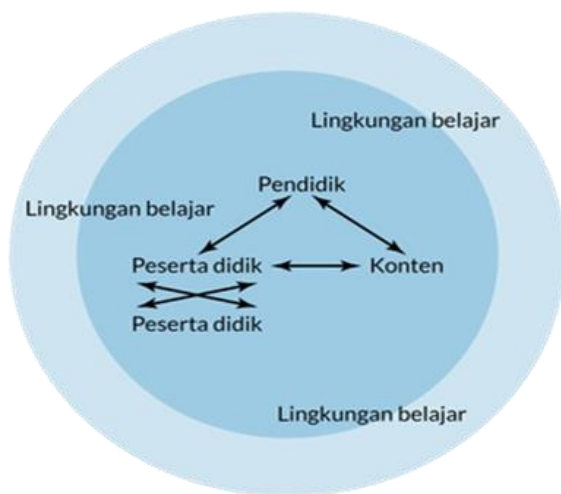 Lingkungan belajar
Pendidik
Lingkungan belajar
Peserta didik
Konten
Peserta didik
Lingkungan belajar